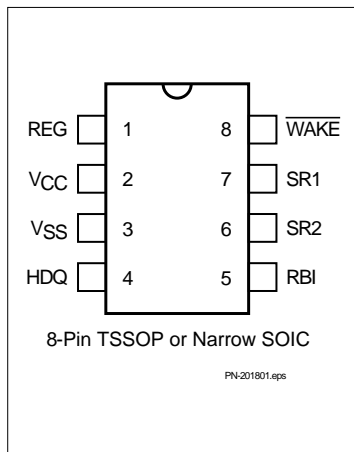 REG 1 8 W̅A̅K̅E̅
VCC 2 7 SR1
VSS 3 6 SR2
HDQ 4 5 RBI
8-Pin TSSOP or Narrow SOIC
PN-201801.eps